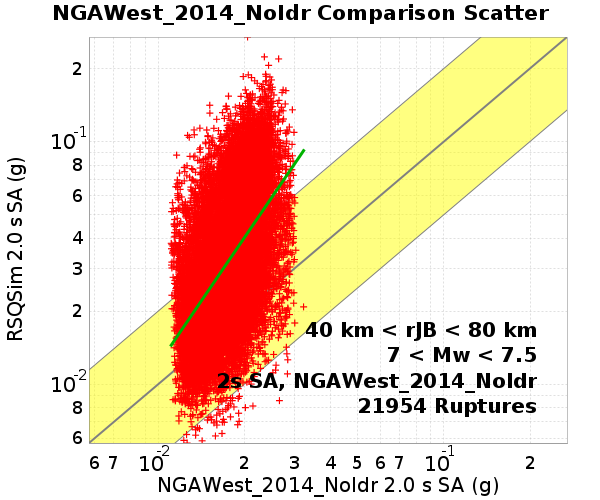 NGAWest_2014_NoIdr Comparison Scatter
RSQSim 2.0 s SA (g)
2
10^-1
8
6
4
3
2
10^-2
8
6
40 km < rJB < 80 km
7 < Mw < 7.5
2s SA, NGAWest_2014_NoIdr
21954 Ruptures
6 7 10^-2 2 3 4 5 6 7 10^-1 2
NGAWest_2014_NoIdr 2.0 s SA (g)